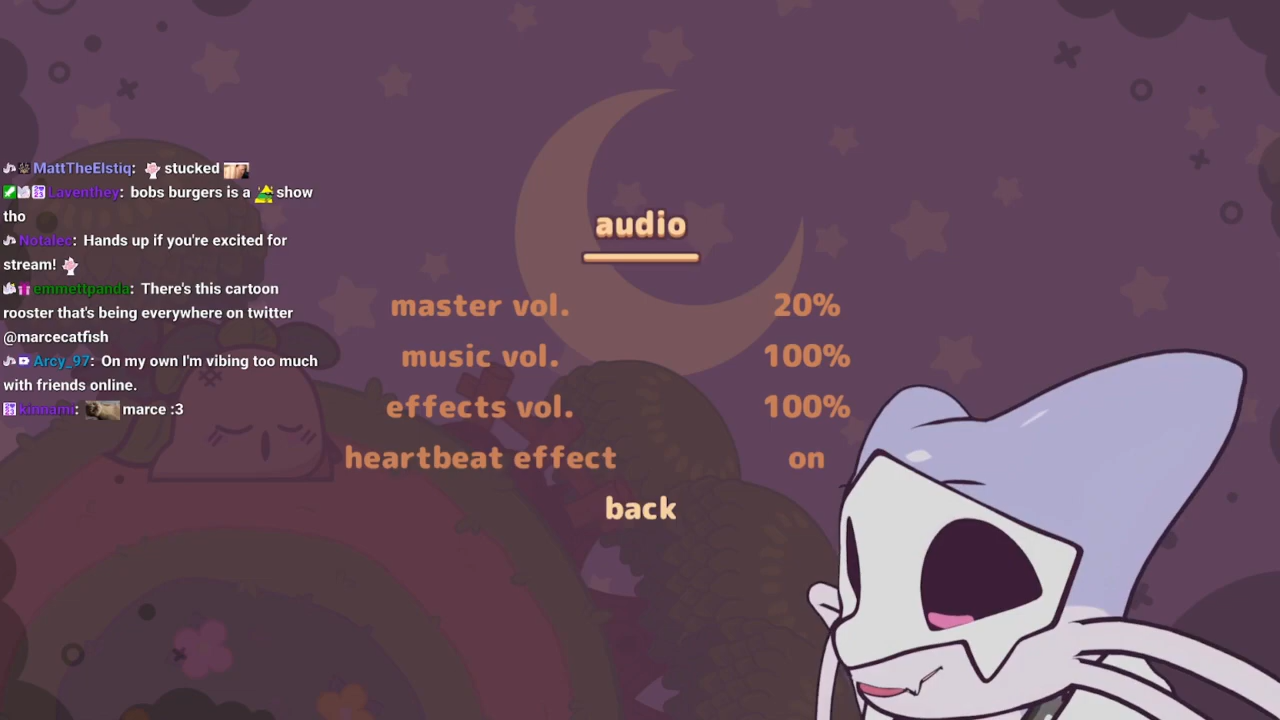 MattTheElstiq: stucked
Laventhey: bobs burgers is a show
tho
Notalec: Hands up if you're excited for
stream!
emmettpanda: There's this cartoon
rooster that's being everywhere on twitter
@marcecatfish
Arcy_97: On my own I'm vibing too much
with friends online.
kinnami: marce :3
audio
master vol. 20%
music vol. 100%
effects vol. 100%
heartbeat effect on
back